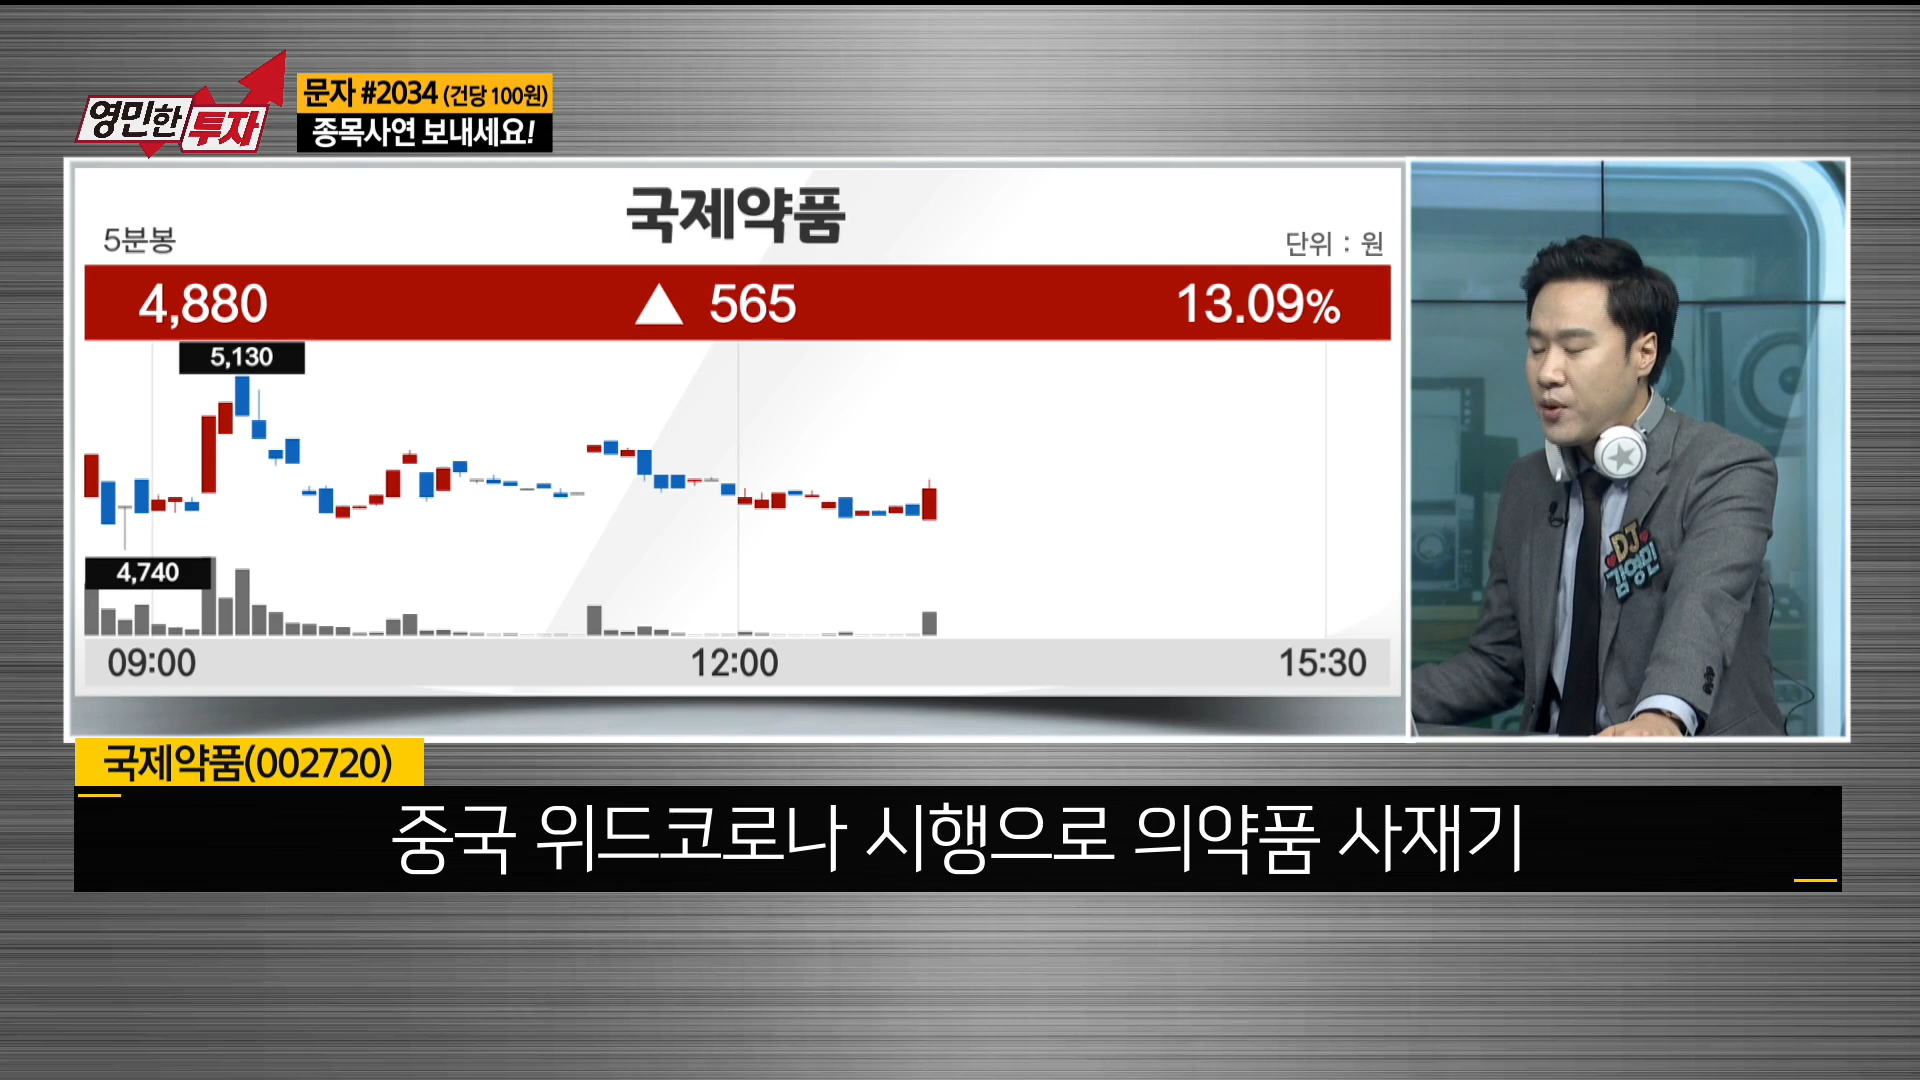 영민한 투자
문자 #2034 (건당 100원)
종목사연 보내세요!
국제약품
5분봉
단위 : 원
4,880 ▲ 565 13.09%
5,130
4,740
09:00 12:00 15:30
DJ
김영민
국제약품(002720)
중국 위드코로나 시행으로 의약품 사재기